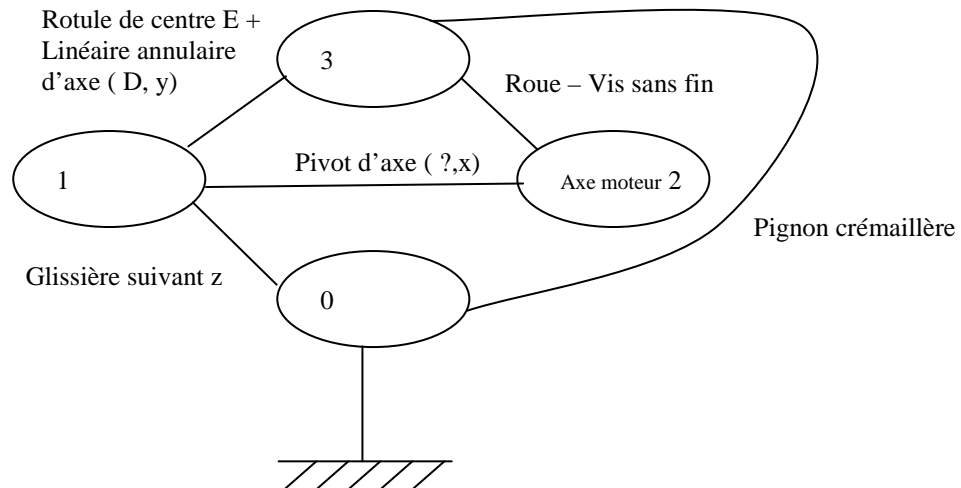 Rotule de centre E +
Linéaire annulaire
d'axe ( D, y)
3
Roue – Vis sans fin
Pivot d'axe ( ?,x)
1
Axe moteur 2
Pignon crémaillère
Glissière suivant z
0